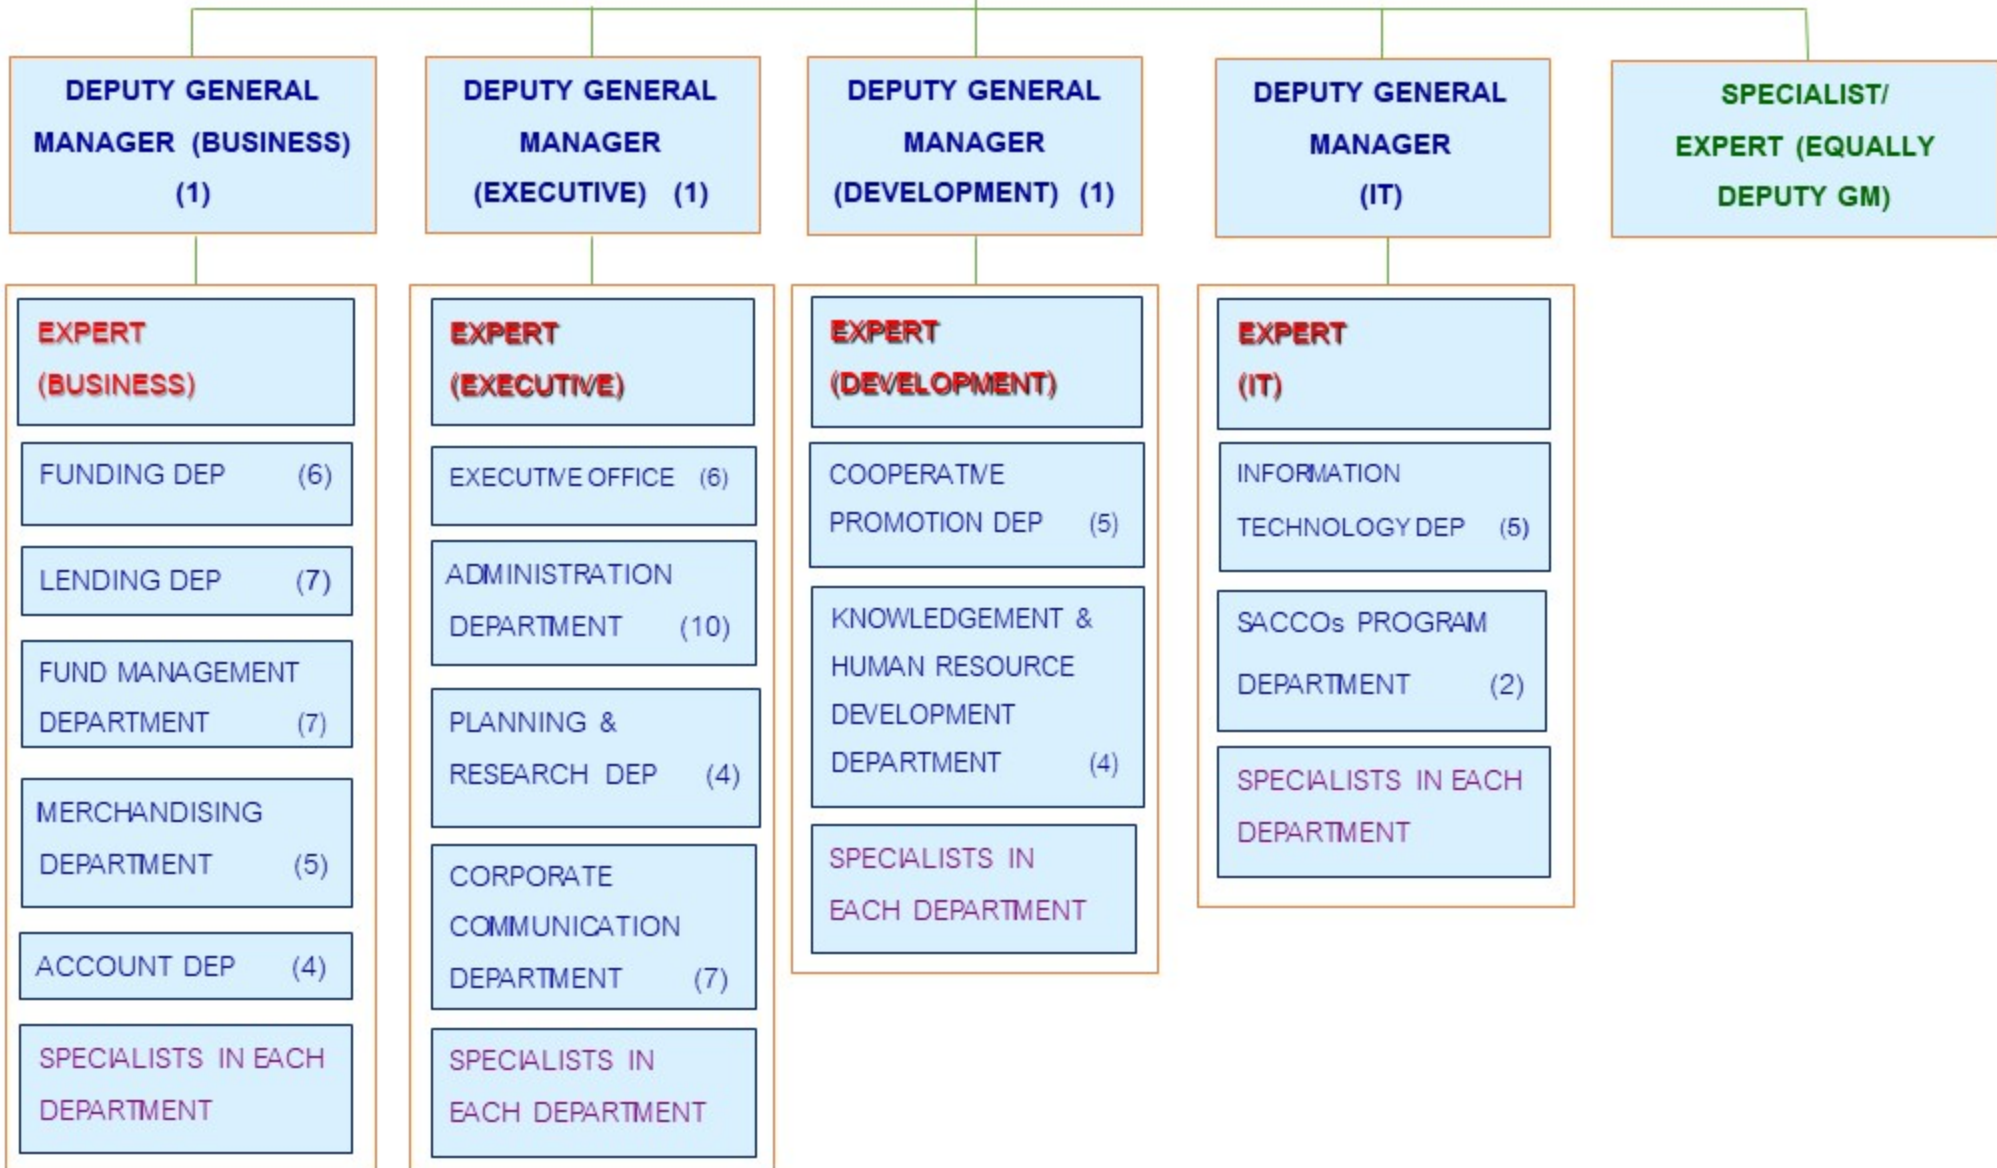 DEPUTY GENERAL
MANAGER (BUSINESS)
(1)
DEPUTY GENERAL
MANAGER
(EXECUTIVE) (1)
DEPUTY GENERAL
MANAGER
(DEVELOPMENT) (1)
DEPUTY GENERAL
MANAGER
(IT)
SPECIALIST/
EXPERT (EQUALLY
DEPUTY GM)
EXPERT
(BUSINESS)
FUNDING DEP (6)
LENDING DEP (7)
FUND MANAGEMENT
DEPARTMENT (7)
MERCHANDISING
DEPARTMENT (5)
ACCOUNT DEP (4)
SPECIALISTS IN EACH
DEPARTMENT
EXPERT
(EXECUTIVE)
EXECUTIVE OFFICE (6)
ADMINISTRATION
DEPARTMENT (10)
PLANNING &
RESEARCH DEP (4)
CORPORATE
COMMUNICATION
DEPARTMENT (7)
SPECIALISTS IN
EACH DEPARTMENT
EXPERT
(DEVELOPMENT)
COOPERATIVE
PROMOTION DEP (5)
KNOWLEDGEMENT &
HUMAN RESOURCE
DEVELOPMENT
DEPARTMENT (4)
SPECIALISTS IN
EACH DEPARTMENT
EXPERT
(IT)
INFORMATION
TECHNOLOGY DEP (5)
SACCOs PROGRAM
DEPARTMENT (2)
SPECIALISTS IN EACH
DEPARTMENT